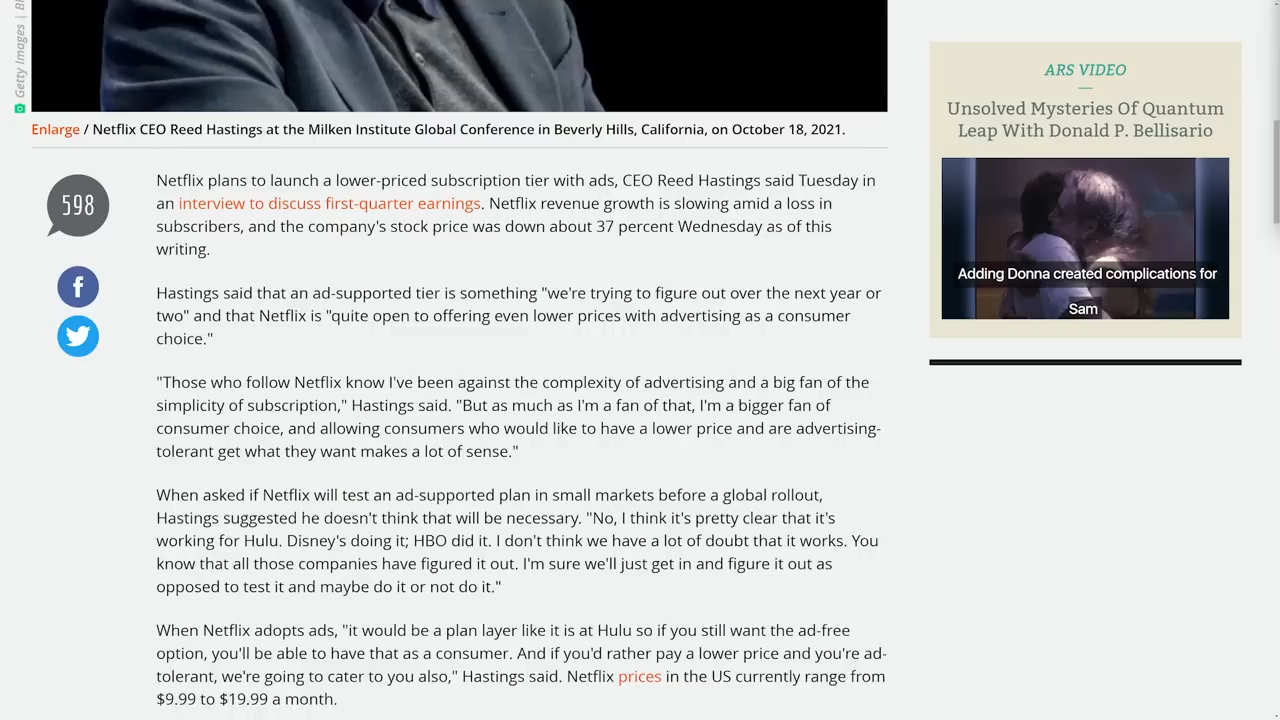 Getty Images | Bl
Enlarge / Netflix CEO Reed Hastings at the Milken Institute Global Conference in Beverly Hills, California, on October 18, 2021.
598
Netflix plans to launch a lower-priced subscription tier with ads, CEO Reed Hastings said Tuesday in
an interview to discuss first-quarter earnings. Netflix revenue growth is slowing amid a loss in
subscribers, and the company's stock price was down about 37 percent Wednesday as of this
writing.
Hastings said that an ad-supported tier is something "we're trying to figure out over the next year or
two" and that Netflix is "quite open to offering even lower prices with advertising as a consumer
choice."
"Those who follow Netflix know I've been against the complexity of advertising and a big fan of the
simplicity of subscription," Hastings said. "But as much as I'm a fan of that, I'm a bigger fan of
consumer choice, and allowing consumers who would like to have a lower price and are advertising-
tolerant get what they want makes a lot of sense."
When asked if Netflix will test an ad-supported plan in small markets before a global rollout,
Hastings suggested he doesn't think that will be necessary. "No, I think it's pretty clear that it's
working for Hulu. Disney's doing it; HBO did it. I don't think we have a lot of doubt that it works. You
know that all those companies have figured it out. I'm sure we'll just get in and figure it out as
opposed to test it and maybe do it or not do it."
When Netflix adopts ads, "it would be a plan layer like it is at Hulu so if you still want the ad-free
option, you'll be able to have that as a consumer. And if you'd rather pay a lower price and you're ad-
tolerant, we're going to cater to you also," Hastings said. Netflix prices in the US currently range from
$9.99 to $19.99 a month.
ARS VIDEO
Unsolved Mysteries Of Quantum
Leap With Donald P. Bellisario
Adding Donna created complications for
Sam